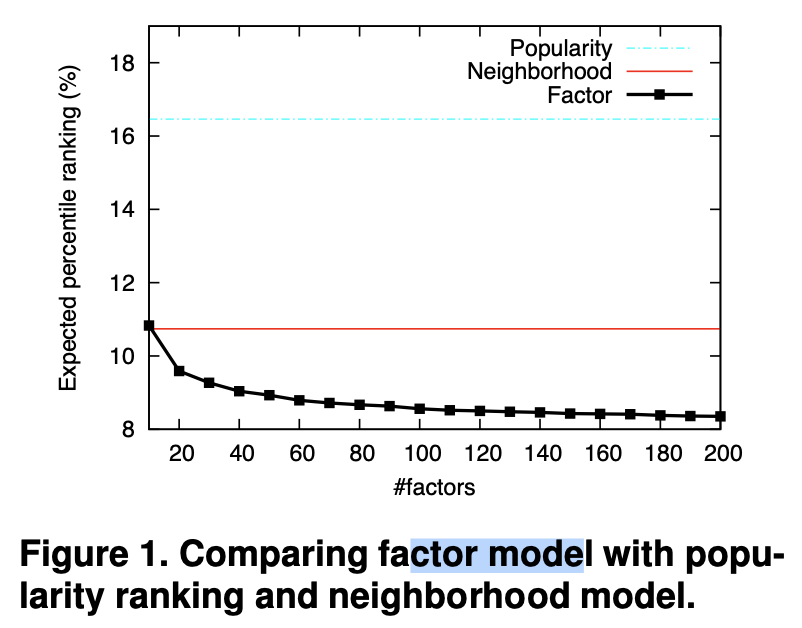 Popularity
Neighborhood
Factor
Expected percentile ranking (%)
18
16
14
12
10
8
20 40 60 80 100 120 140 160 180 200
#factors
Figure 1. Comparing factor model with popu-
larity ranking and neighborhood model.